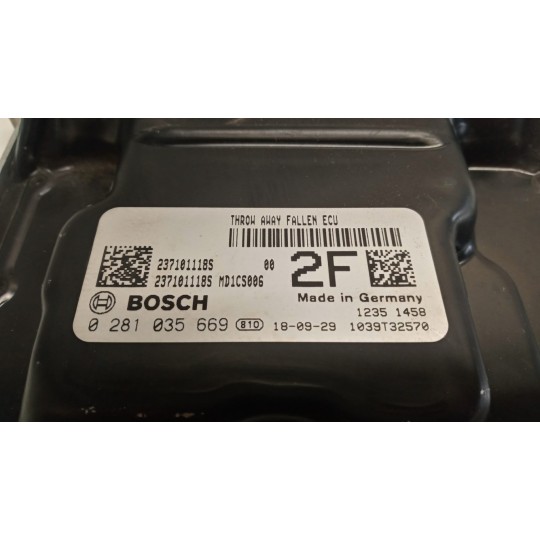 THROW AWAY FALLEN ECU
237101118S 00
237101118S MD1CS006
2F
BOSCH
Made in Germany
1235 1458
0 281 035 669 B10 18-09-29 1039T32570